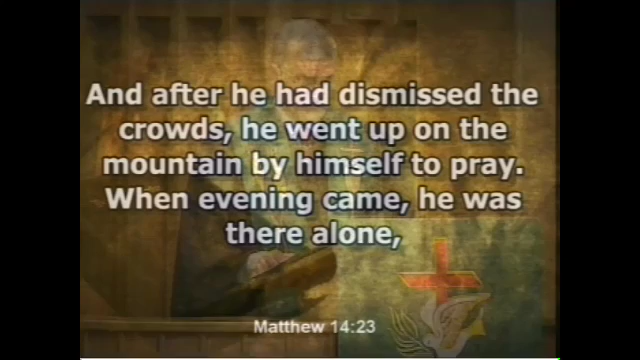 And after he had dismissed the
crowds, he went up on the
mountain by himself to pray.
When evening came, he was
there alone,
Matthew 14:23